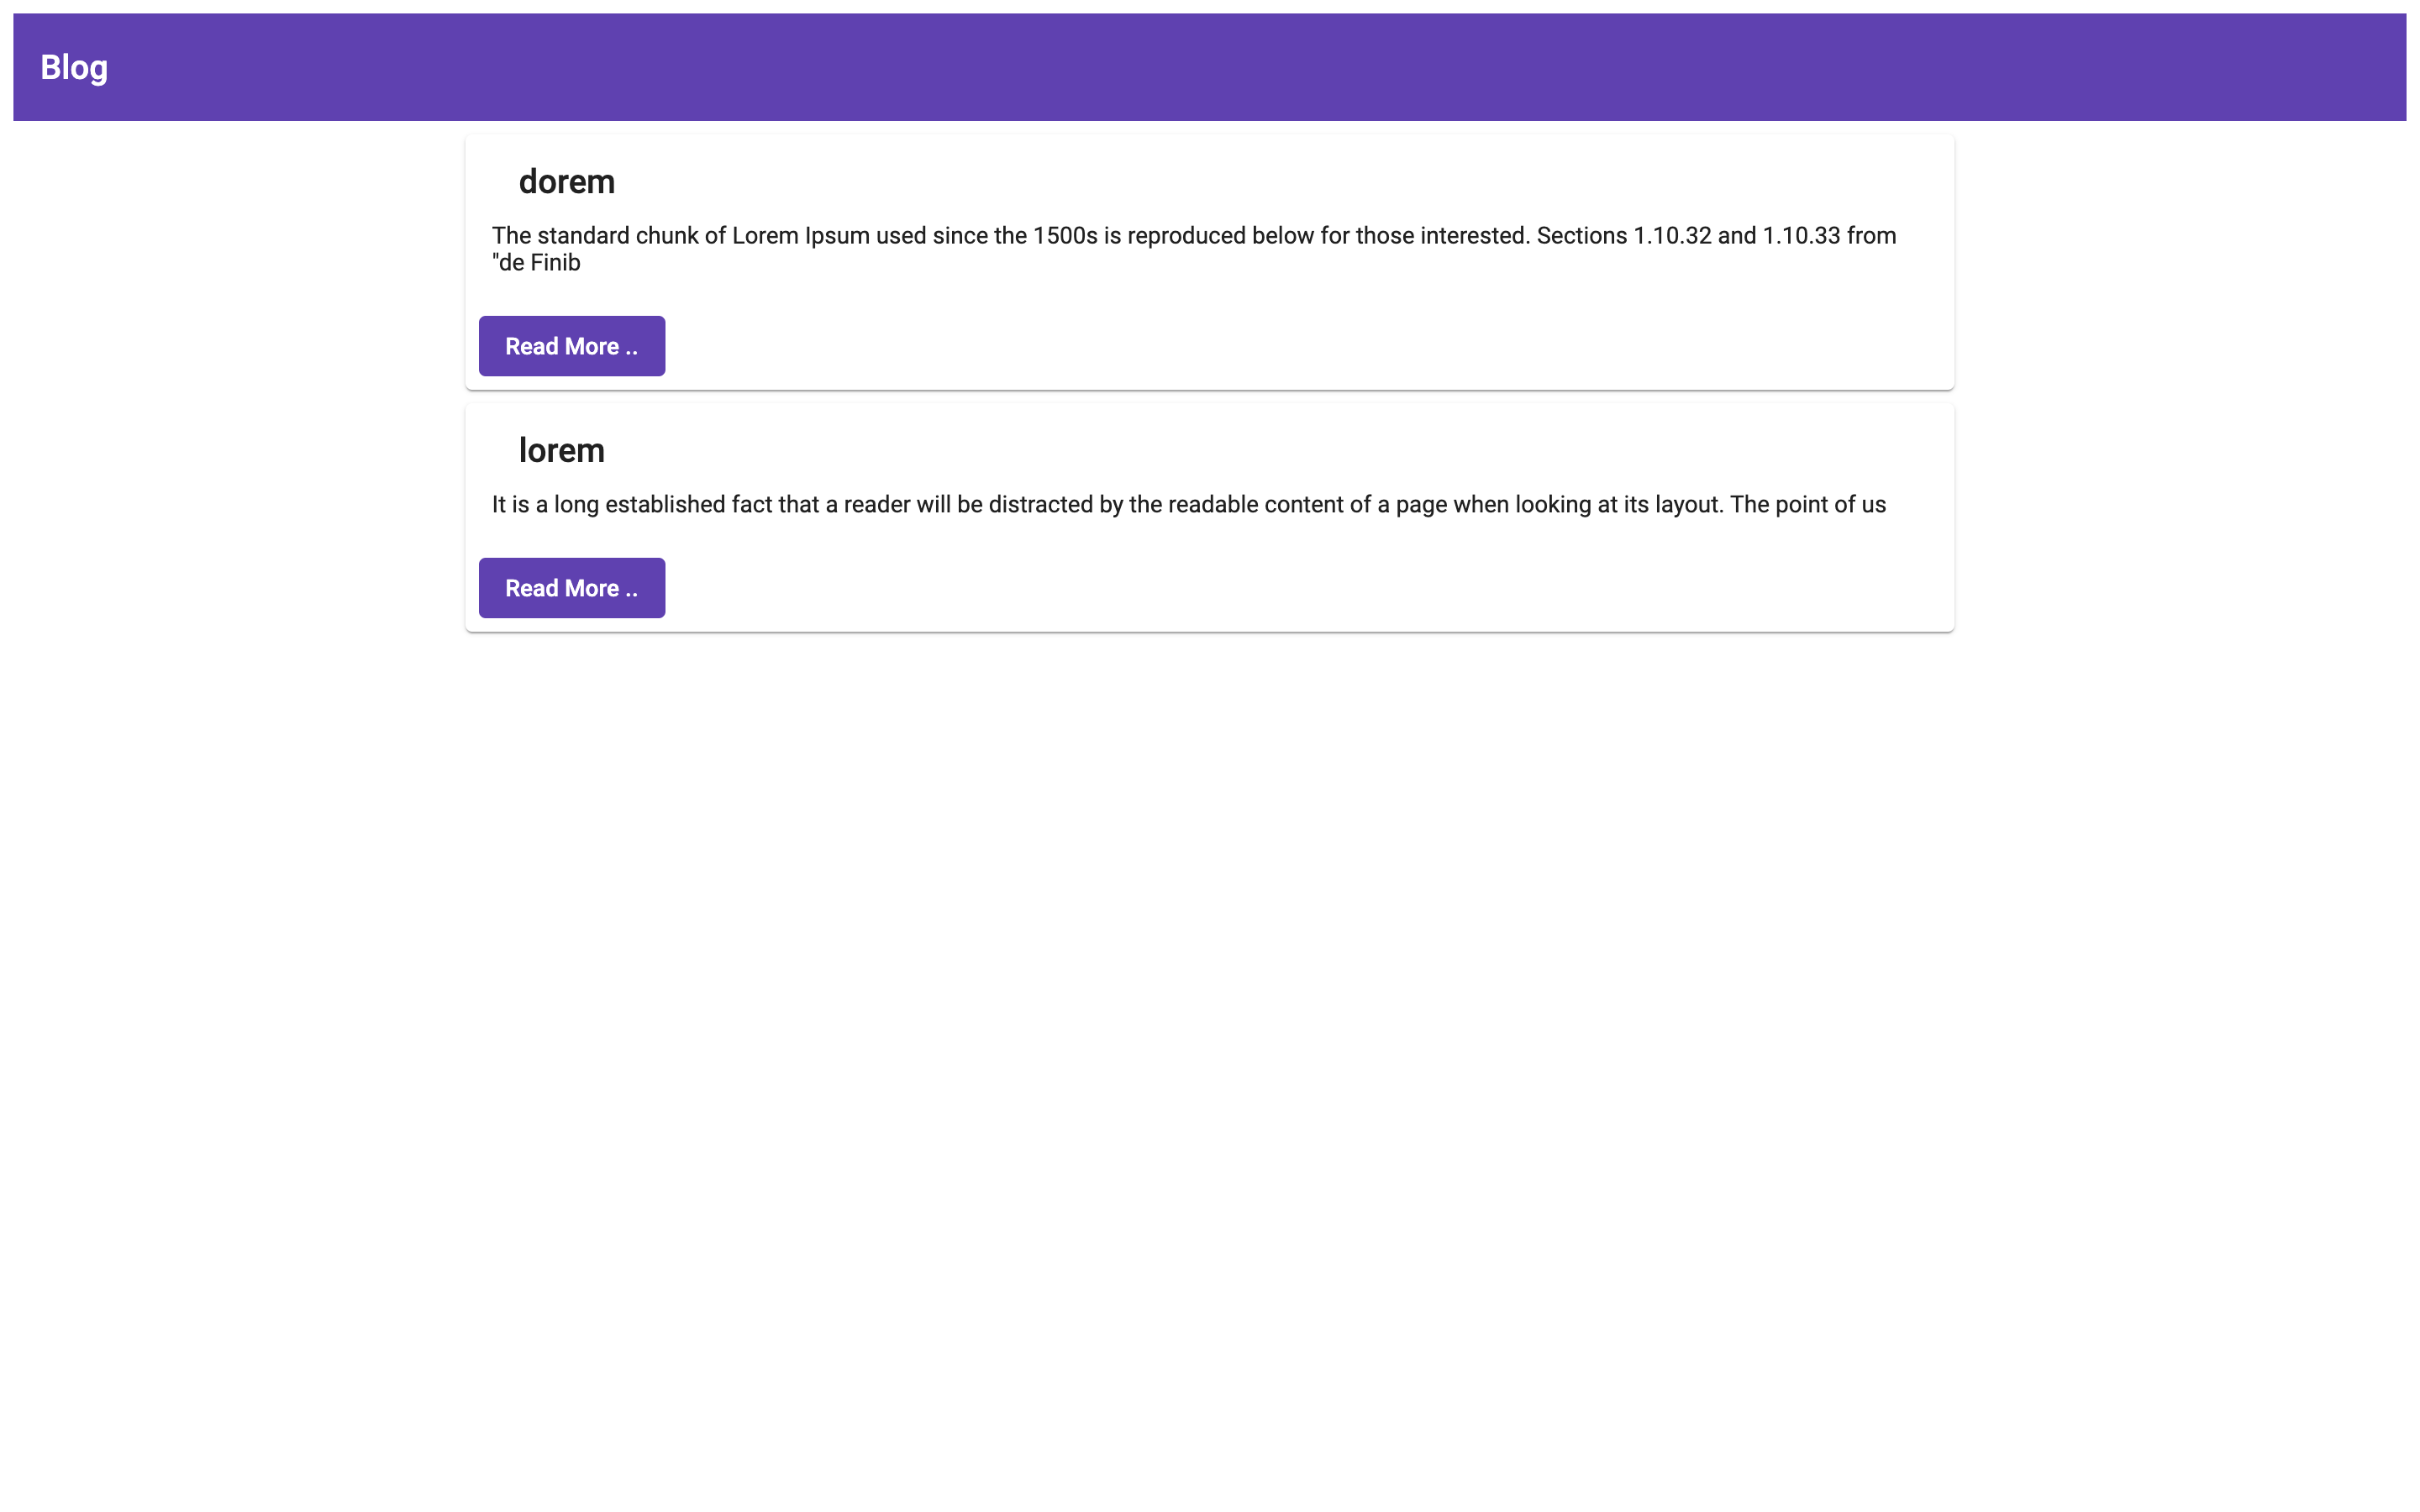 Blog
dorem
The standard chunk of Lorem Ipsum used since the 1500s is reproduced below for those interested. Sections 1.10.32 and 1.10.33 from
"de Finib
Read More ..
lorem
It is a long established fact that a reader will be distracted by the readable content of a page when looking at its layout. The point of us
Read More ..